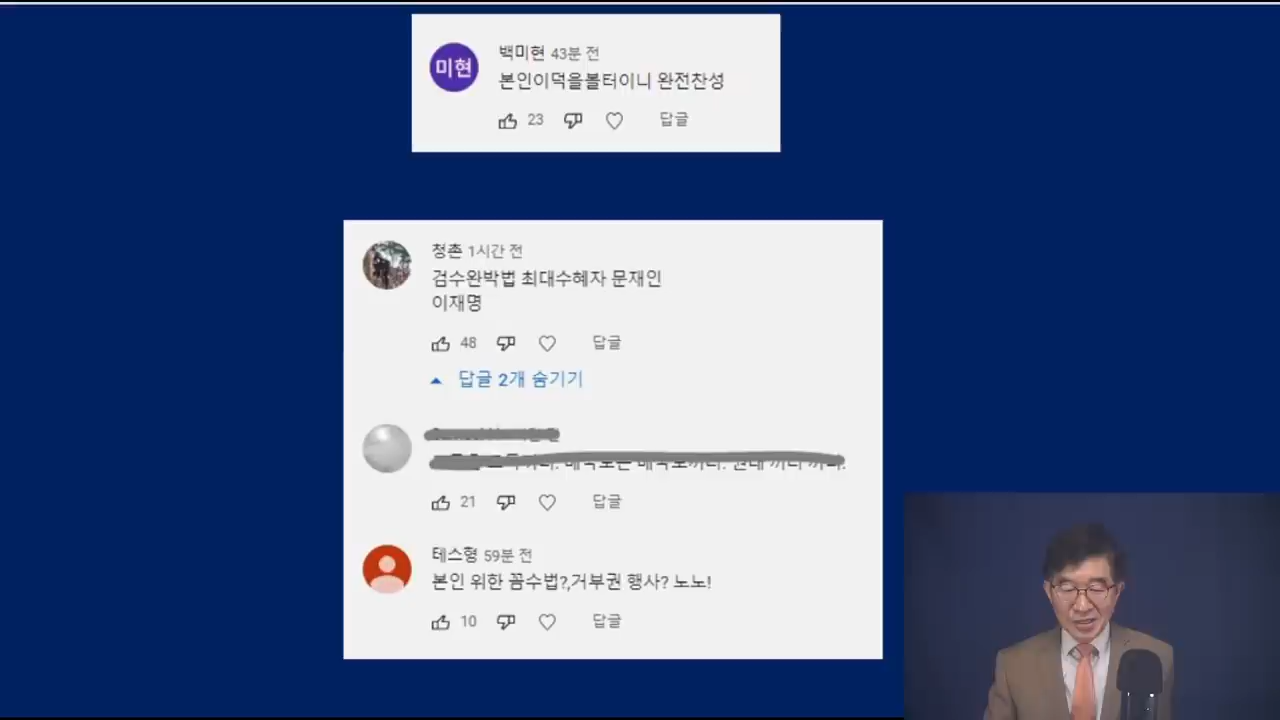 미현
백미현 43분 전
본인이덕을볼터이니 완전찬성
23 답글
청촌 1시간 전
검수완박법 최대수혜자 문재인
이재명
48 답글
답글 2개 숨기기
21 답글
테스형 59분 전
본인 위한 꼼수법?,거부권 행사? 노노!
10 답글